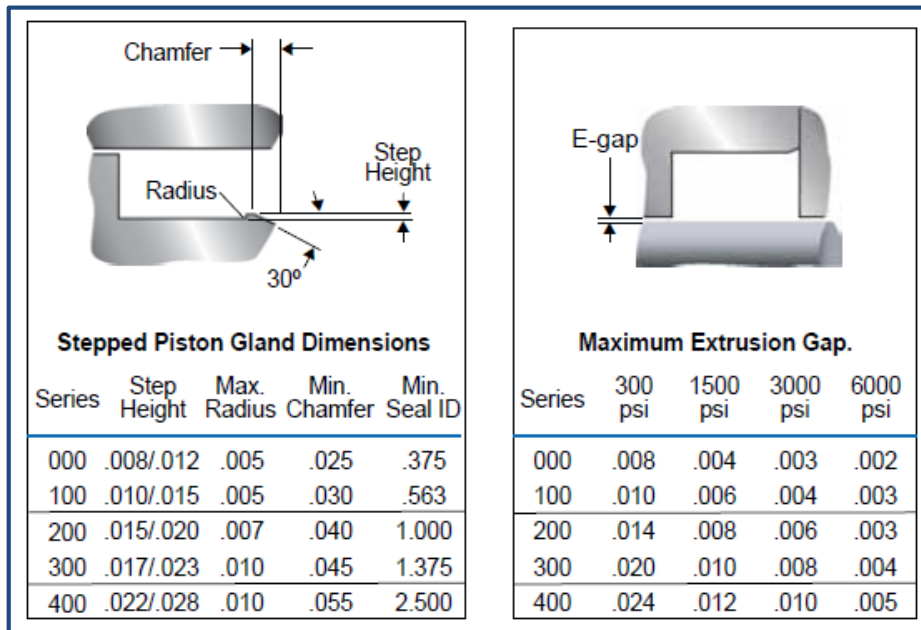 Chamfer
Step
Height
Radius
30º
Stepped Piston Gland Dimensions
Series Step Height Max. Radius Min. Chamfer Min. Seal ID
000 .008/.012 .005 .025 .375
100 .010/.015 .005 .030 .563
200 .015/.020 .007 .040 1.000
300 .017/.023 .010 .045 1.375
400 .022/.028 .010 .055 2.500
E-gap
Maximum Extrusion Gap.
Series 300 psi 1500 psi 3000 psi 6000 psi
000 .008 .004 .003 .002
100 .010 .006 .004 .003
200 .014 .008 .006 .003
300 .020 .010 .008 .004
400 .024 .012 .010 .005